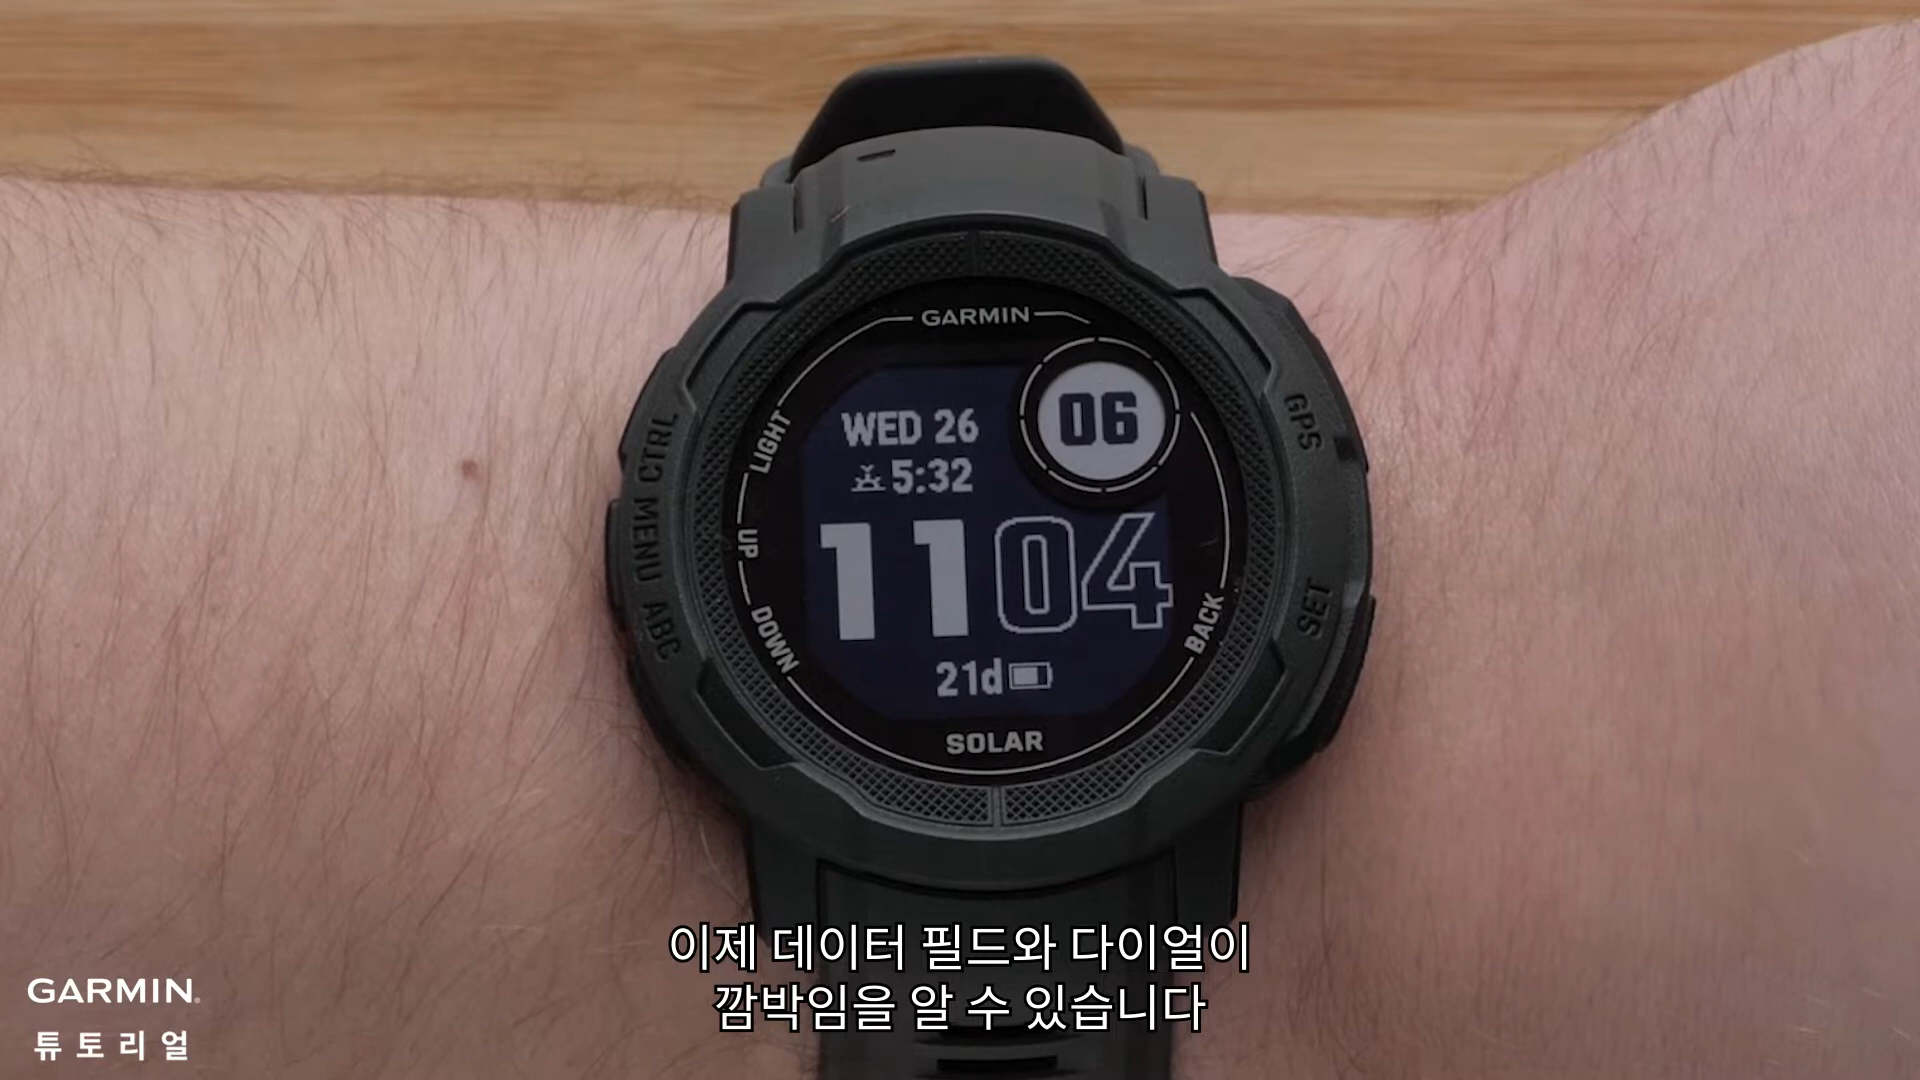 GARMIN
WED 26
06
5:32
11 04
21d
SOLAR
LIGHT
UP
DOWN
BACK
CTRL
MENU
ABC
GPS
SET
이제 데이터 필드와 다이얼이
깜박임을 알 수 있습니다
GARMIN
튜토리얼